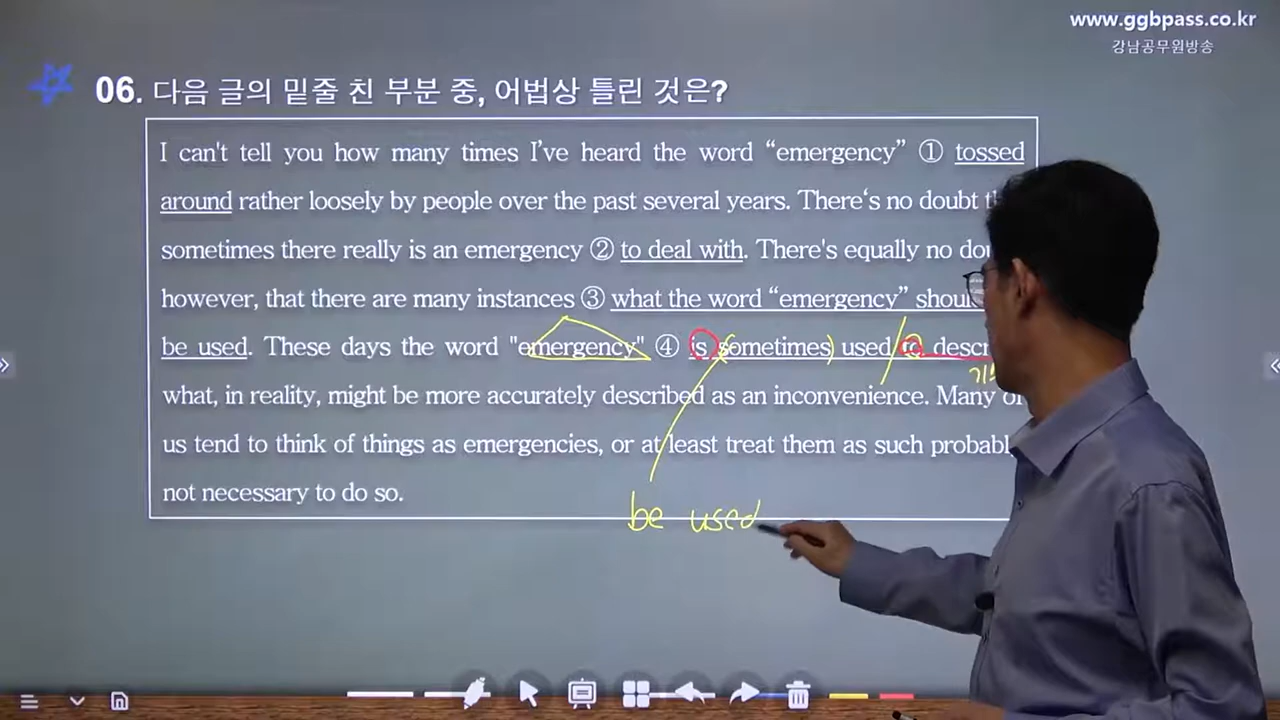 www.ggbpass.co.kr
강남공무원방송
06. 다음 글의 밑줄 친 부분 중, 어법상 틀린 것은?
I can't tell you how many times I've heard the word “emergency” ① tossed
around rather loosely by people over the past several years. There‘s no doubt
sometimes there really is an emergency ② to deal with. There's equally no
however, that there are many instances ③ what the word “emergency”
be used. These days the word "emergency" ④ is sometimes used to
what, in reality, might be more accurately described as an inconvenience. Many
us tend to think of things as emergencies, or at least treat them as such
not necessary to do so.
be used